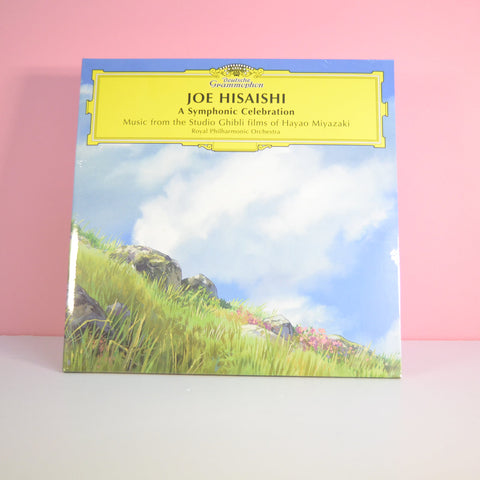 Deutsche
Grammophon
JOE HISAISHI
A Symphonic Celebration
Music from the Studio Ghibli films of Hayao Miyazaki
Royal Philharmonic Orchestra